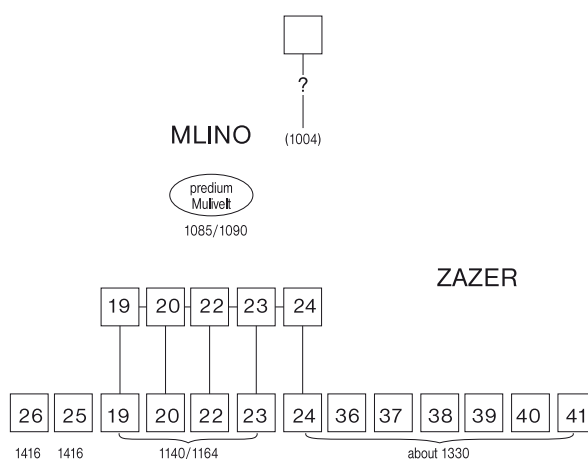 ?
MLINO (1004)
predium
Mulivelt
1085/1090
ZAZER
19 20 22 23 24
26 25 19 20 22 23 24 36 37 38 39 40 41
1416 1416 1140/1164 about 1330